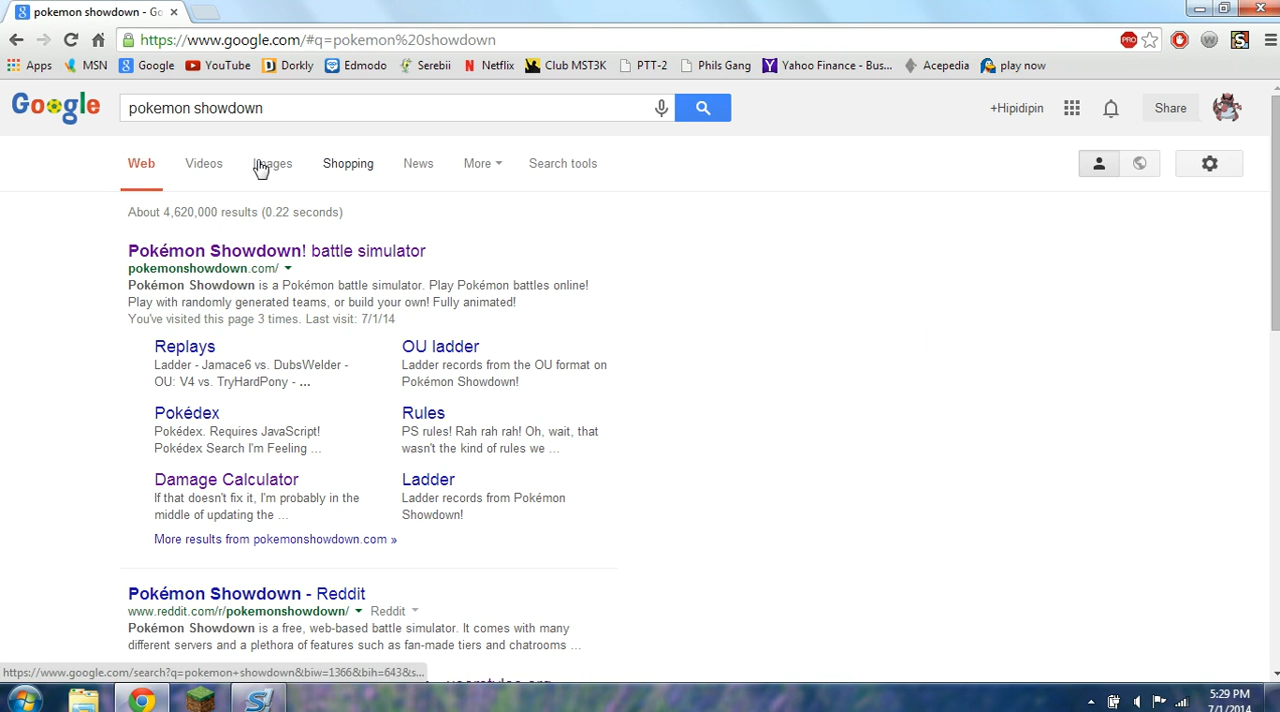 pokemon showdown - Go
https://www.google.com/#q=pokemon%20showdown
PRO
Apps MSN Google YouTube Dorkly Edmodo Serebii Netflix Club MST3K PTT-2 Phils Gang Yahoo Finance - Bus... Acepedia play now
Google
pokemon showdown
+Hipidipin
Share
Web Videos Images Shopping News More Search tools
About 4,620,000 results (0.22 seconds)
Pokémon Showdown! battle simulator
pokemonshowdown.com/
Pokémon Showdown is a Pokémon battle simulator. Play Pokémon battles online!
Play with randomly generated teams, or build your own! Fully animated!
You've visited this page 3 times. Last visit: 7/1/14
Replays
Ladder - Jamace6 vs. DubsWelder -
OU: V4 vs. TryHardPony - ...
OU ladder
Ladder records from the OU format on
Pokémon Showdown!
Pokédex
Pokédex. Requires JavaScript!
Pokédex Search I'm Feeling ...
Rules
PS rules! Rah rah rah! Oh, wait, that
wasn't the kind of rules we ...
Damage Calculator
If that doesn't fix it, I'm probably in the
middle of updating the ...
Ladder
Ladder records from Pokémon
Showdown!
More results from pokemonshowdown.com »
Pokémon Showdown - Reddit
www.reddit.com/r/pokemonshowdown/ Reddit
Pokémon Showdown is a free, web-based battle simulator. It comes with many
different servers and a plethora of features such as fan-made tiers and chatrooms ...
https://www.google.com/search?q=pokemon+showdown&biw=1366&bih=643&s...
5:29 PM
7/1/2014